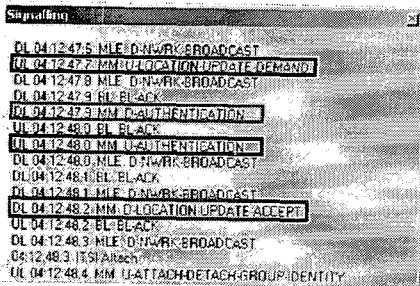 Signalling
DL 04:12:47.6 MLE D-NWRK-BROADCAST
UL 04:12:47.7 MM U-LOCATION-UPDATE-DEMAND
DL 04:12:47.8 MLE D-NWRK-BROADCAST
DL 04:12:47.9 BL BL-ACK
DL 04:12:47.9 MM D-AUTHENTICATION
UL 04:12:48.0 BL BL-ACK
UL 04:12:48.0 MM U-AUTHENTICATION
DL 04:12:48.0 MLE D-NWRK-BROADCAST
DL 04:12:48.1 BL BL-ACK
DL 04:12:48.1 MLE D-NWRK-BROADCAST
DL 04:12:48.2 MM D-LOCATION UPDATE ACCEPT
UL 04:12:48.2 BL BL-ACK
DL 04:12:48.3 MLE D-NWRK-BROADCAST
04:12:48.3 ITSI Attach
UL 04:12:48.4 MM U-ATTACH-DETACH-GROUP-IDENTITY